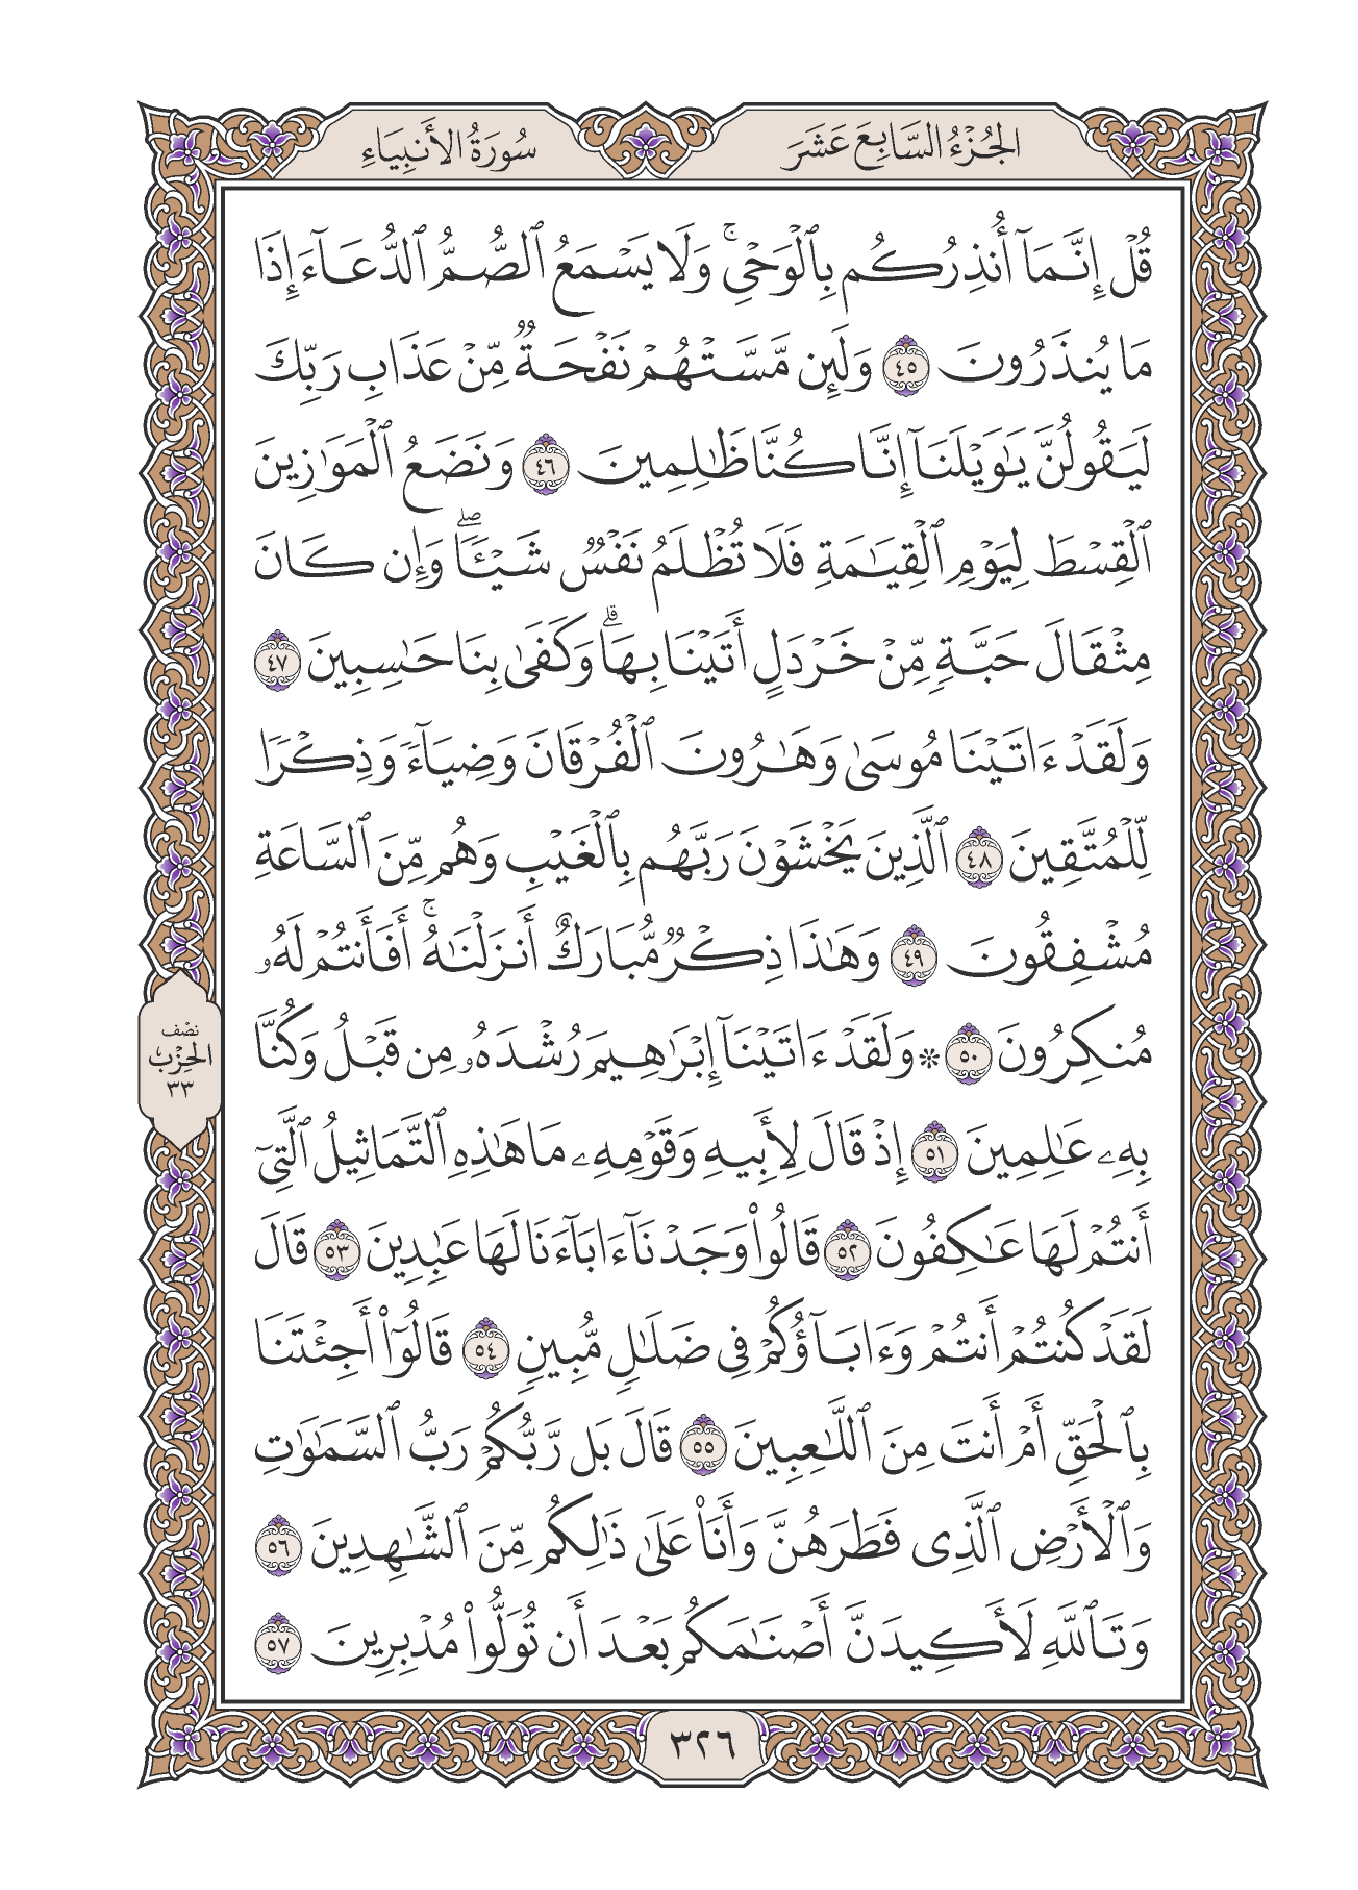 الجُزْءُ السَّابِعَ عَشَرَ
سُورَةُ الأَنبِيَاءِ
قُلْ إِنَّمَآ أُنذِرُكُم بِٱلْوَحْىِ ۚ وَلَا يَسْمَعُ ٱلصُّمُّ ٱلدُّعَآءَ إِذَا
مَا يُنذَرُونَ ٤٥ وَلَئِن مَّسَّتْهُمْ نَفْحَةٌ مِّنْ عَذَابِ رَبِّكَ
لَيَقُولُنَّ يَٰوَيْلَنَآ إِنَّا كُنَّا ظَٰلِمِينَ ٤٦ وَنَضَعُ ٱلْمَوَٰزِينَ
ٱلْقِسْطَ لِيَوْمِ ٱلْقِيَٰمَةِ فَلَا تُظْلَمُ نَفْسٌ شَيْـًٔا ۖ وَإِن كَانَ
مِثْقَالَ حَبَّةٍ مِّنْ خَرْدَلٍ أَتَيْنَا بِهَا ۗ وَكَفَىٰ بِنَا حَٰسِبِينَ ٤٧
وَلَقَدْ ءَاتَيْنَا مُوسَىٰ وَهَٰرُونَ ٱلْفُرْقَانَ وَضِيَآءً وَذِكْرًا
لِّلْمُتَّقِينَ ٤٨ ٱلَّذِينَ يَخْشَوْنَ رَبَّهُم بِٱلْغَيْبِ وَهُم مِّنَ ٱلسَّاعَةِ
مُشْفِقُونَ ٤٩ وَهَٰذَا ذِكْرٌ مُّبَارَكٌ أَنزَلْنَٰهُ ۚ أَفَأَنتُمْ لَهُۥ
مُنكِرُونَ ٥٠ ۞ وَلَقَدْ ءَاتَيْنَآ إِبْرَٰهِيمَ رُشْدَهُۥ مِن قَبْلُ وَكُنَّا
بِهِۦ عَٰلِمِينَ ٥١ إِذْ قَالَ لِأَبِيهِ وَقَوْمِهِۦ مَا هَٰذِهِ ٱلتَّمَاثِيلُ ٱلَّتِىٓ
أَنتُمْ لَهَا عَٰكِفُونَ ٥٢ قَالُوا۟ وَجَدْنَآ ءَابَآءَنَا لَهَا عَٰبِدِينَ ٥٣ قَالَ
لَقَدْ كُنتُمْ أَنتُمْ وَءَابَآؤُكُمْ فِى ضَلَٰلٍ مُّبِينٍ ٥٤ قَالُوٓا۟ أَجِئْتَنَا
بِٱلْحَقِّ أَمْ أَنتَ مِنَ ٱللَّٰعِبِينَ ٥٥ قَالَ بَل رَّبُّكُمْ رَبُّ ٱلسَّمَٰوَٰتِ
وَٱلْأَرْضِ ٱلَّذِى فَطَرَهُنَّ وَأَنَا۠ عَلَىٰ ذَٰلِكُم مِّنَ ٱلشَّٰهِدِينَ ٥٦
وَتَٱللَّهِ لَأَكِيدَنَّ أَصْنَٰمَكُم بَعْدَ أَن تُوَلُّوا۟ مُدْبِرِينَ ٥٧
نصف
الحزب
٣٣
٣٢٦